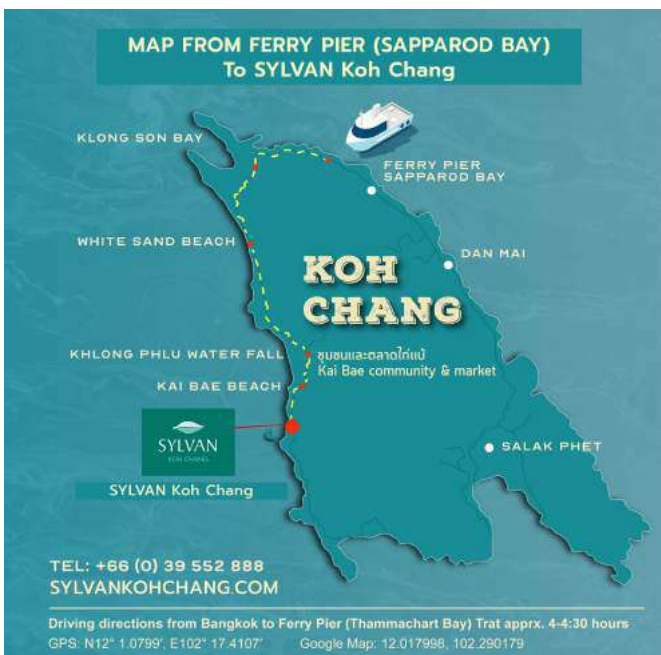 MAP FROM FERRY PIER (SAPPAROD BAY)
To SYLVAN Koh Chang
KLONG SON BAY
FERRY PIER
SAPPAROD BAY
WHITE SAND BEACH
DAN MAI
KOH
CHANG
KHLONG PHLU WATER FALL
ชุมชนและตลาดไก่แบ้
Kai Bae community & market
KAI BAE BEACH
SYLVAN
KOH CHANG
SALAK PHET
SYLVAN Koh Chang
TEL: +66 (0) 39 552 888
SYLVANKOHCHANG.COM
Driving directions from Bangkok to Ferry Pier (Thammachart Bay) Trat apprx. 4-4:30 hours
GPS: N12° 1.0799', E102° 17.4107' Google Map: 12.017998, 102.290179